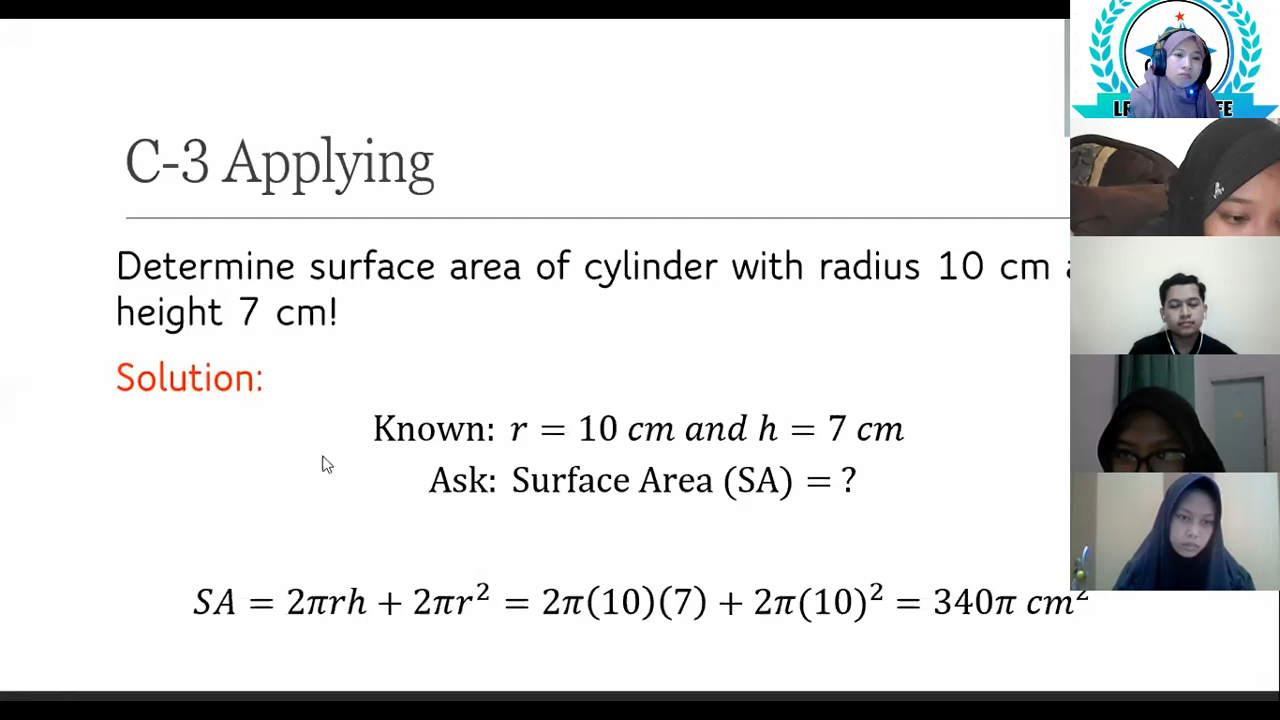 C-3 Applying
Determine surface area of cylinder with radius 10 cm
height 7 cm!
Solution:
Known: r = 10 cm and h = 7 cm
Ask: Surface Area (SA) = ?
SA = 2πrh + 2πr² = 2π(10)(7) + 2π(10)² = 340π cm²